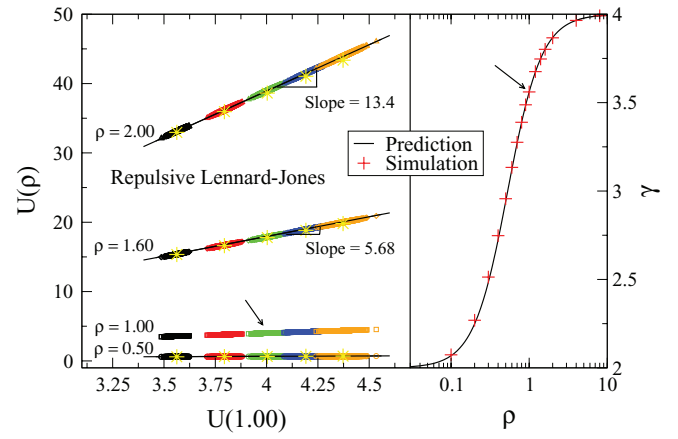 U(ρ)
50
40
30
20
10
0
ρ = 2.00
Slope = 13.4
Repulsive Lennard-Jones
ρ = 1.60
Slope = 5.68
ρ = 1.00
ρ = 0.50
3.25 3.5 3.75 4 4.25 4.5
U(1.00)
Prediction
Simulation
4
3.5
3
2.5
2
γ
0.1 1 10
ρ